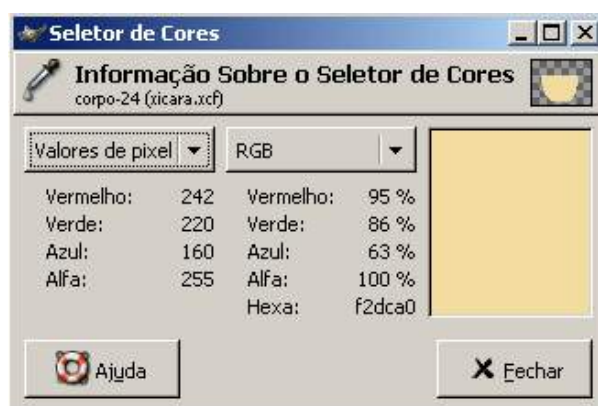 Seletor de Cores
Informação Sobre o Seletor de Cores
corpo-24 (xicara.xcf)
Valores de pixel RGB
Vermelho: 242 Vermelho: 95 %
Verde: 220 Verde: 86 %
Azul: 160 Azul: 63 %
Alfa: 255 Alfa: 100 %
Hexa: f2dca0
Ajuda Fechar